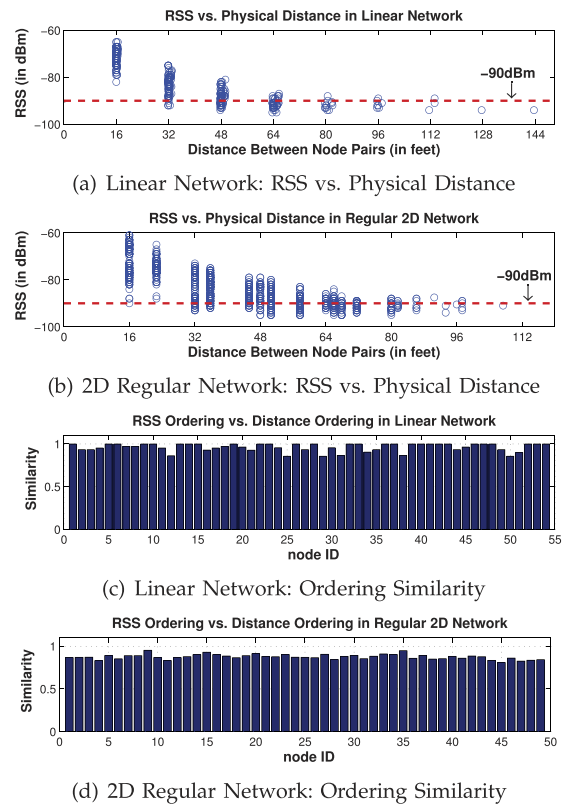 RSS vs. Physical Distance in Linear Network
RSS (in dBm)
−60
−80
−100
−90dBm
0 16 32 48 64 80 96 112 128 144
Distance Between Node Pairs (in feet)
(a) Linear Network: RSS vs. Physical Distance
RSS vs. Physical Distance in Regular 2D Network
RSS (in dBm)
−60
−80
−100
−90dBm
0 16 32 48 64 80 96 112
Distance Between Node Pairs (in feet)
(b) 2D Regular Network: RSS vs. Physical Distance
RSS Ordering vs. Distance Ordering in Linear Network
Similarity
1
0.5
0
0 5 10 15 20 25 30 35 40 45 50 55
node ID
(c) Linear Network: Ordering Similarity
RSS Ordering vs. Distance Ordering in Regular 2D Network
Similarity
1
0.5
0
0 5 10 15 20 25 30 35 40 45 50
node ID
(d) 2D Regular Network: Ordering Similarity